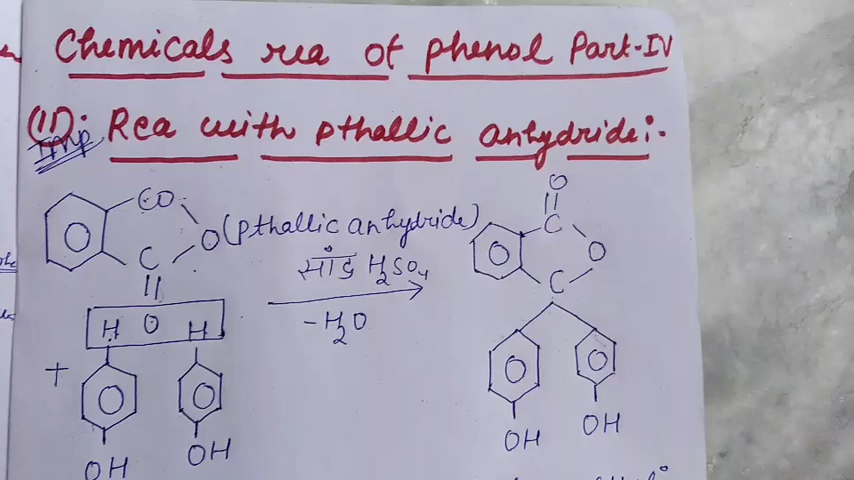 Chemicals rea of phenol Part-IV
(11):- Rea with pthallic anhydride:-
Imp
CO
O (pthallic anhydride)
C
सांद्र H2SO4
-H2O
H O H
+
OH OH
O
C
O
C
OH OH